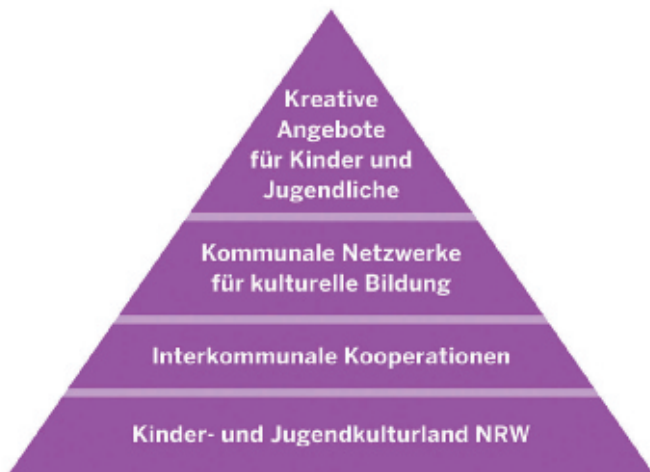 Kreative
Angebote
für Kinder und
Jugendliche
Kommunale Netzwerke
für kulturelle Bildung
Interkommunale Kooperationen
Kinder- und Jugendkulturland NRW